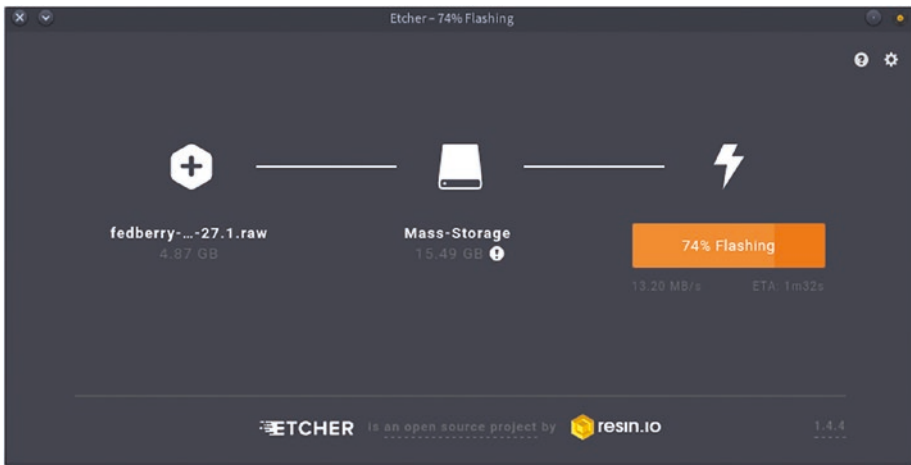 Etcher – 74% Flashing
fedberry-...-27.1.raw
4.87 GB
Mass-Storage
15.49 GB
74% Flashing
13.20 MB/s ETA: 1m32s
ETCHER is an open source project by resin.io 1.4.4